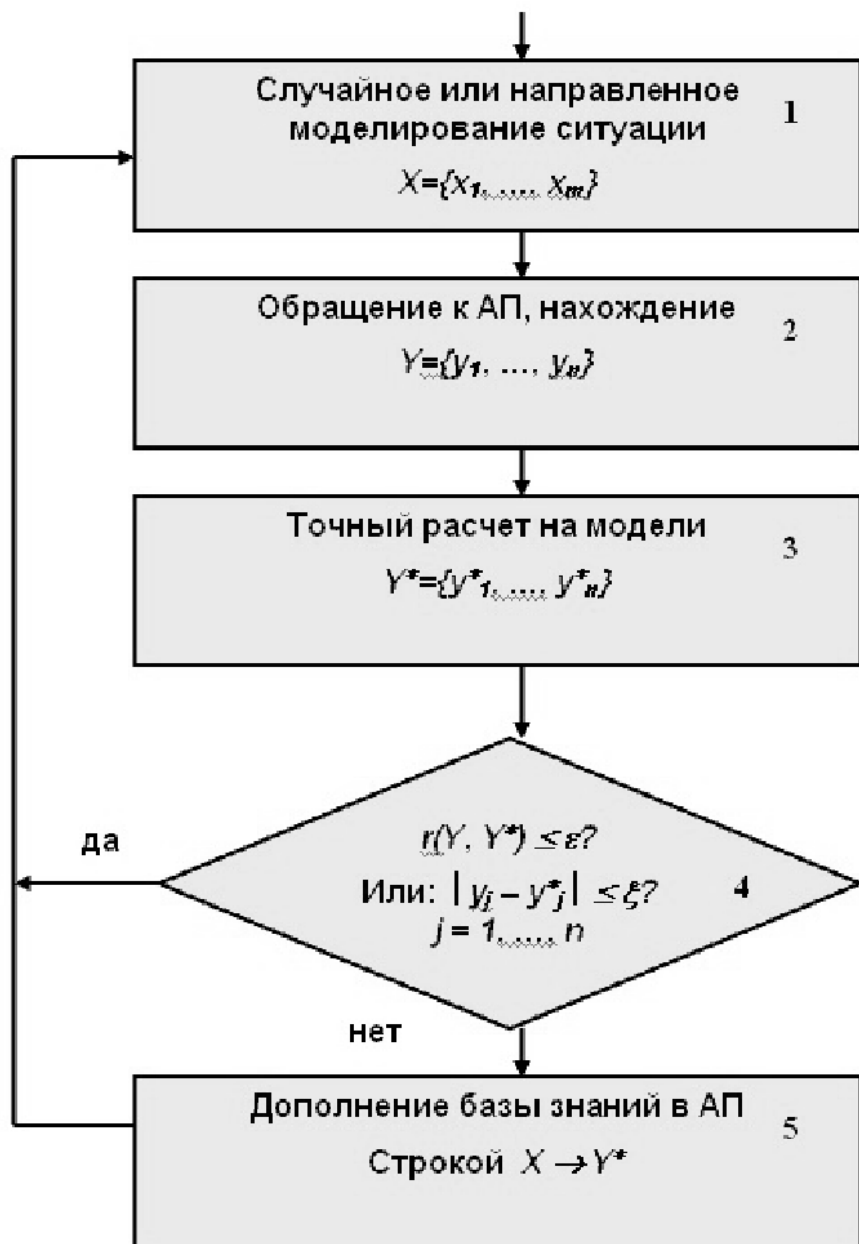 Случайное или направленное 1
моделирование ситуации
X={x₁, ..., xₘ}
Обращение к АП, нахождение 2
Y={y₁, ..., yₙ}
Точный расчет на модели 3
Y*={y*₁, ..., y*ₙ}
да
r(Y, Y*) ≤ ε?
Или: |yⱼ – y*ⱼ| ≤ ξ? 4
j = 1, ..., n
нет
Дополнение базы знаний в АП 5
Строкой X → Y*